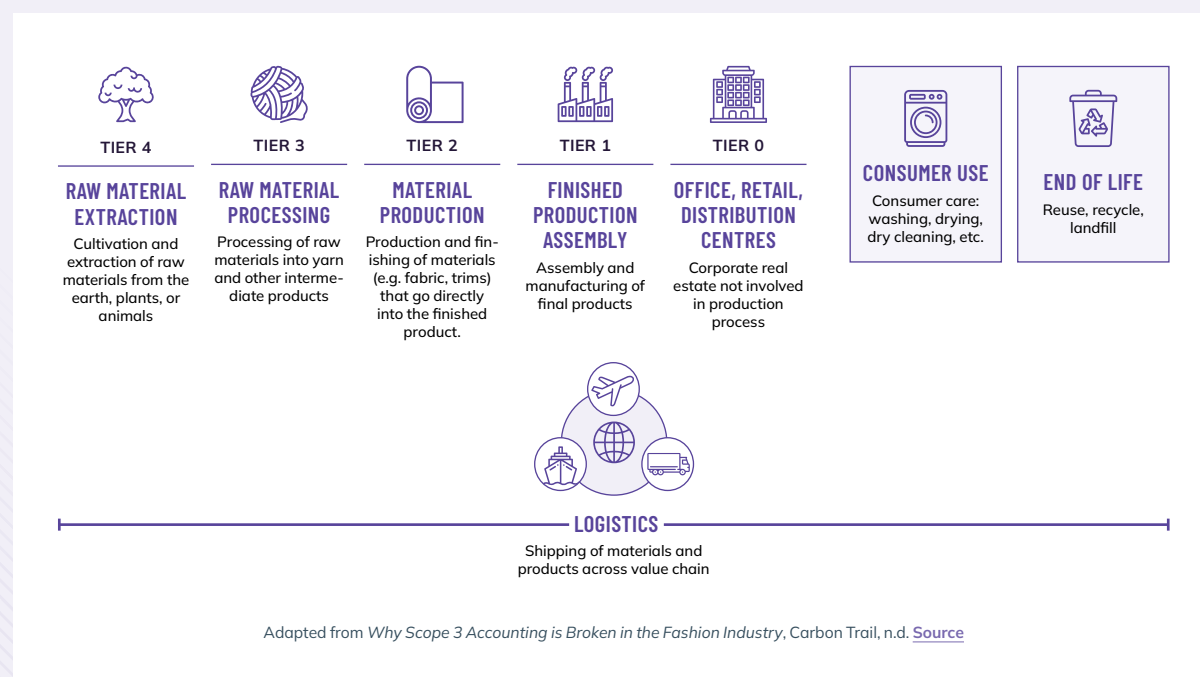 TIER 4
RAW MATERIAL
EXTRACTION
Cultivation and
extraction of raw
materials from the
earth, plants, or
animals
TIER 3
RAW MATERIAL
PROCESSING
Processing of raw
materials into yarn
and other interme-
diate products
TIER 2
MATERIAL
PRODUCTION
Production and fin-
ishing of materials
(e.g. fabric, trims)
that go directly
into the finished
product.
TIER 1
FINISHED
PRODUCTION
ASSEMBLY
Assembly and
manufacturing of
final products
TIER 0
OFFICE, RETAIL,
DISTRIBUTION
CENTRES
Corporate real
estate not involved
in production
process
CONSUMER USE
Consumer care:
washing, drying,
dry cleaning, etc.
END OF LIFE
Reuse, recycle,
landfill
LOGISTICS
Shipping of materials and
products across value chain
Adapted from Why Scope 3 Accounting is Broken in the Fashion Industry, Carbon Trail, n.d. Source